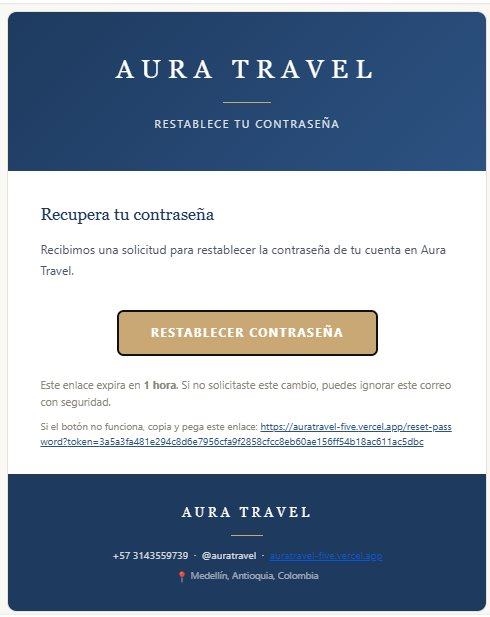 AURA TRAVEL
RESTABLECE TU CONTRASEÑA
Recupera tu contraseña
Recibimos una solicitud para restablecer la contraseña de tu cuenta en Aura
Travel.
RESTABLECER CONTRASEÑA
Este enlace expira en 1 hora. Si no solicitaste este cambio, puedes ignorar este correo
con seguridad.
Si el botón no funciona, copia y pega este enlace: https://auratravel-five.vercel.app/reset-pass
word?token=3a5a3fa481e294c8d6e7956cfa9f2858cfcc8eb60ae156ff54b18ac611ac5dbc
AURA TRAVEL
+57 3143559739 · @auratravel · auratravel-five.vercel.app
📍 Medellín, Antioquia, Colombia